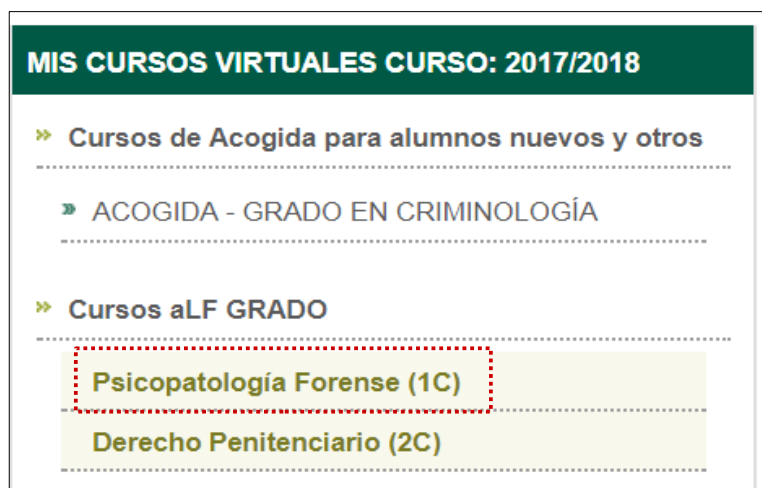 MIS CURSOS VIRTUALES CURSO: 2017/2018
Cursos de Acogida para alumnos nuevos y otros
ACOGIDA - GRADO EN CRIMINOLOGÍA
Cursos aLF GRADO
Psicopatología Forense (1C)
Derecho Penitenciario (2C)